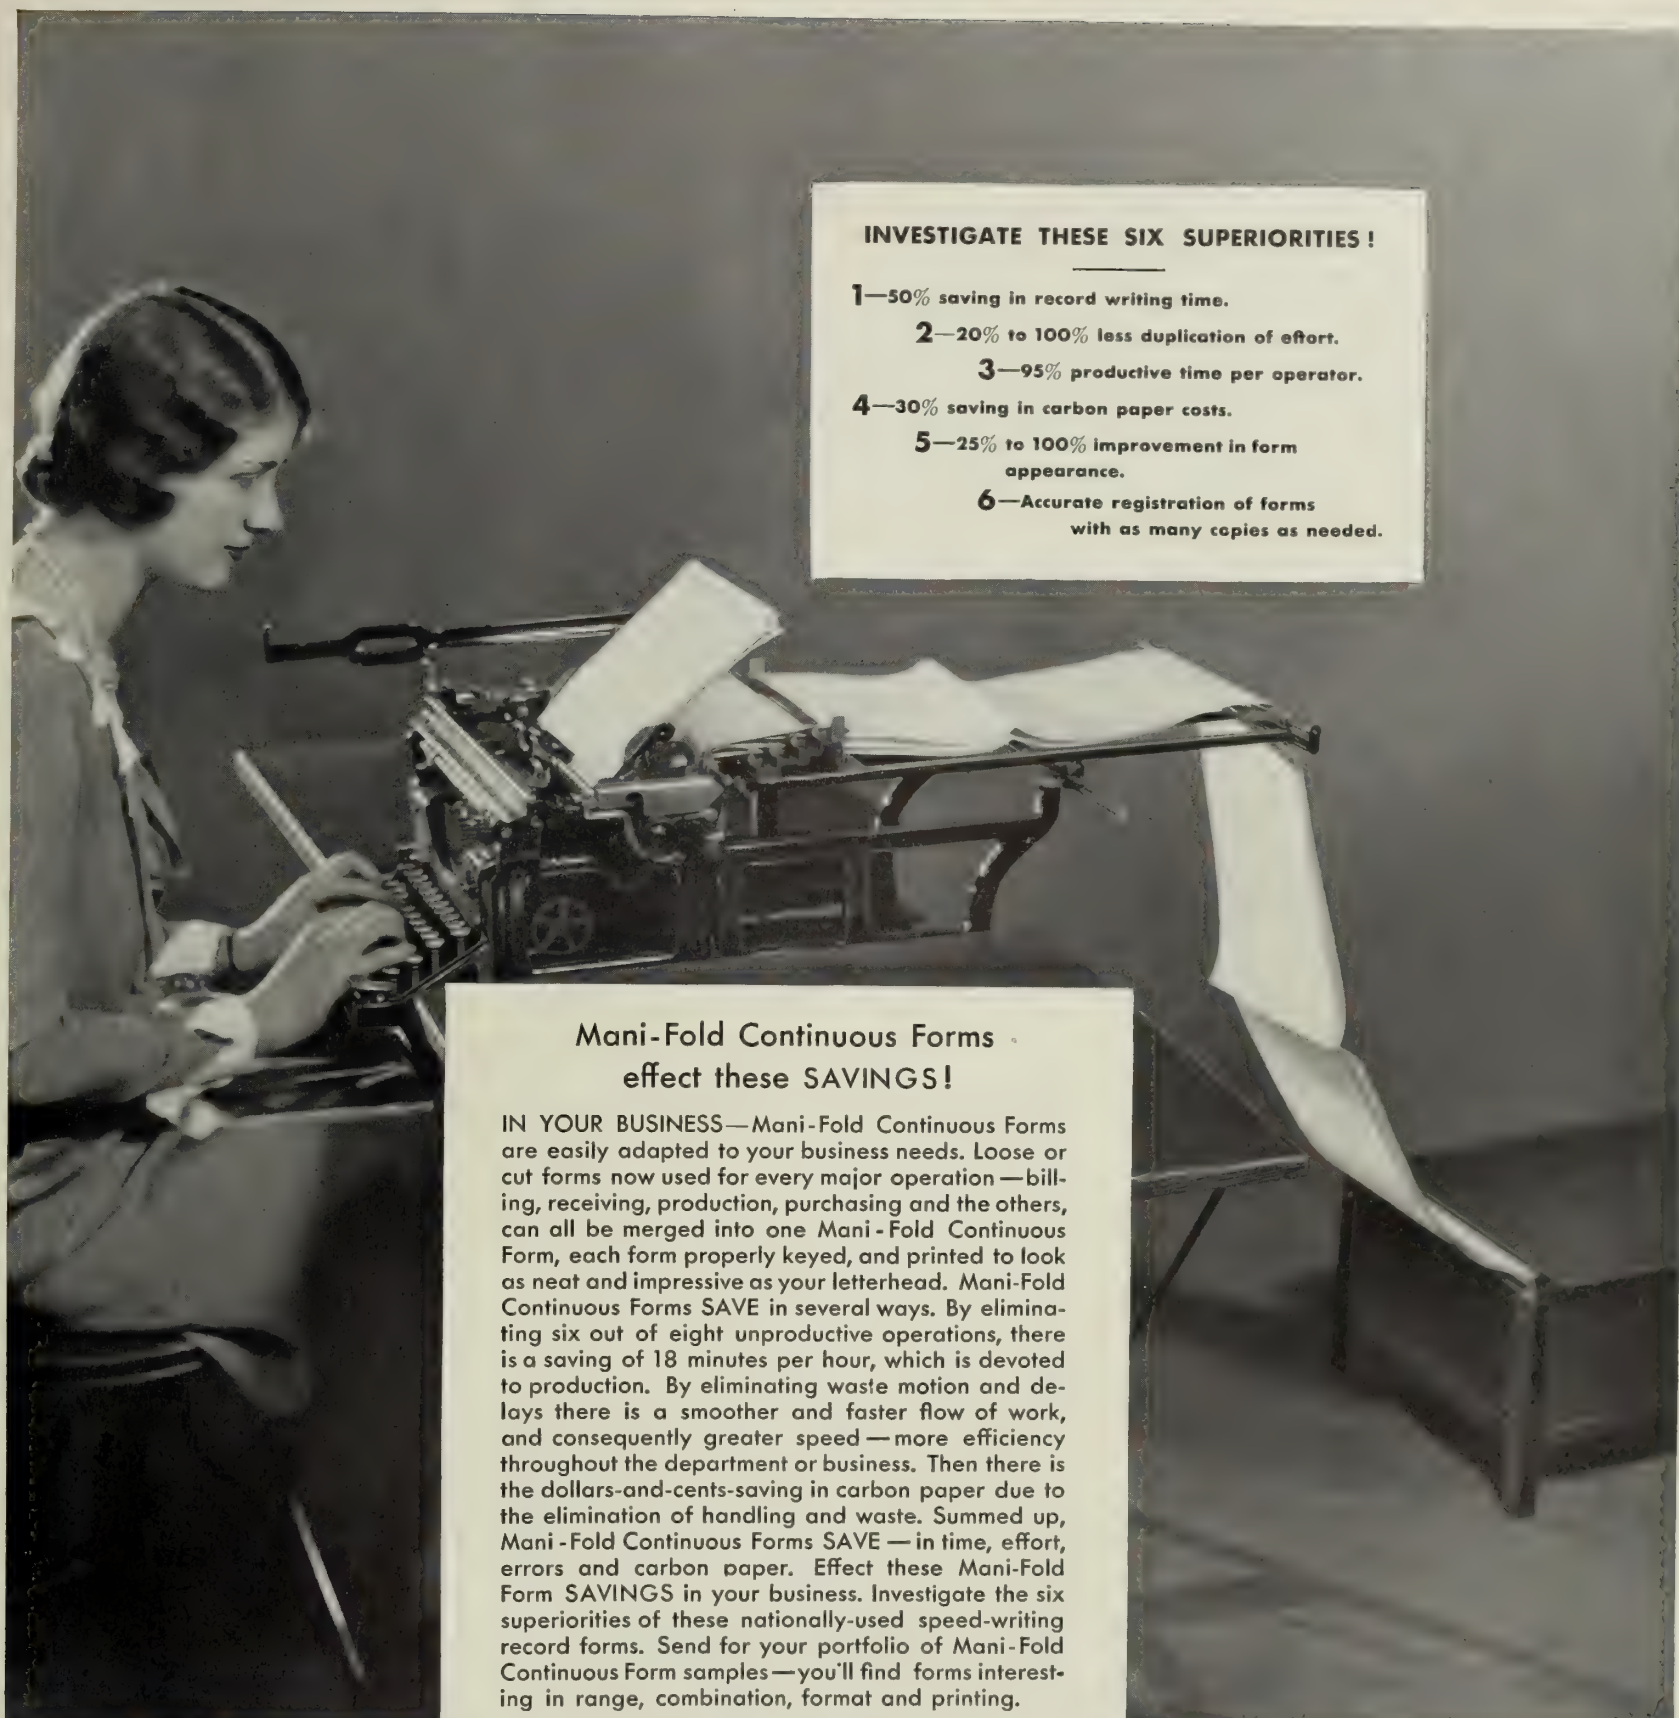 INVESTIGATE THESE SIX SUPERIORITIES !
1—50% saving in record writing time.
2—20% to 100% less duplication of effort.
3—95% productive time per operator.
4—30% saving in carbon paper costs.
5—25% to 100% improvement in form
appearance.
6—Accurate registration of forms
with as many copies as needed.
Mani-Fold Continuous Forms
effect these SAVINGS!
IN YOUR BUSINESS—Mani-Fold Continuous Forms
are easily adapted to your business needs. Loose or
cut forms now used for every major operation—bill-
ing, receiving, production, purchasing and the others,
can all be merged into one Mani-Fold Continuous
Form, each form properly keyed, and printed to look
as neat and impressive as your letterhead. Mani-Fold
Continuous Forms SAVE in several ways. By elimina-
ting six out of eight unproductive operations, there
is a saving of 18 minutes per hour, which is devoted
to production. By eliminating waste motion and de-
lays there is a smoother and faster flow of work,
and consequently greater speed—more efficiency
throughout the department or business. Then there is
the dollars-and-cents-saving in carbon paper due to
the elimination of handling and waste. Summed up,
Mani-Fold Continuous Forms SAVE—in time, effort,
errors and carbon paper. Effect these Mani-Fold
Form SAVINGS in your business. Investigate the six
superiorities of these nationally-used speed-writing
record forms. Send for your portfolio of Mani-Fold
Continuous Form samples—you'll find forms interest-
ing in range, combination, format and printing.